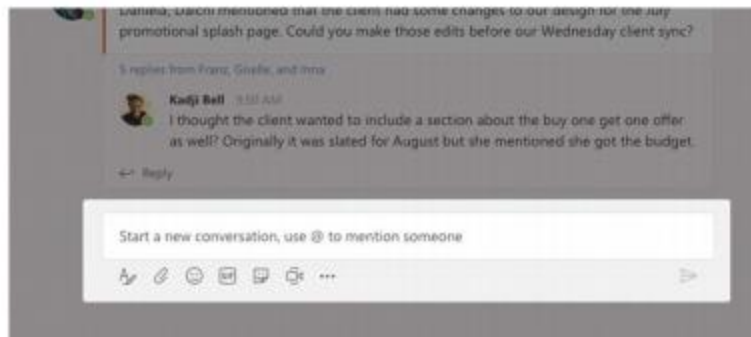 Daniela, Daichi mentioned that the client had some changes to our design for the July
promotional splash page. Could you make those edits before our Wednesday client sync?
5 replies from Franz, Giselle, and Inna
Kadji Bell 9:50 AM
I thought the client wanted to include a section about the buy one get one offer
as well? Originally it was slated for August but she mentioned she got the budget.
Reply
Start a new conversation, use @ to mention someone
GIF